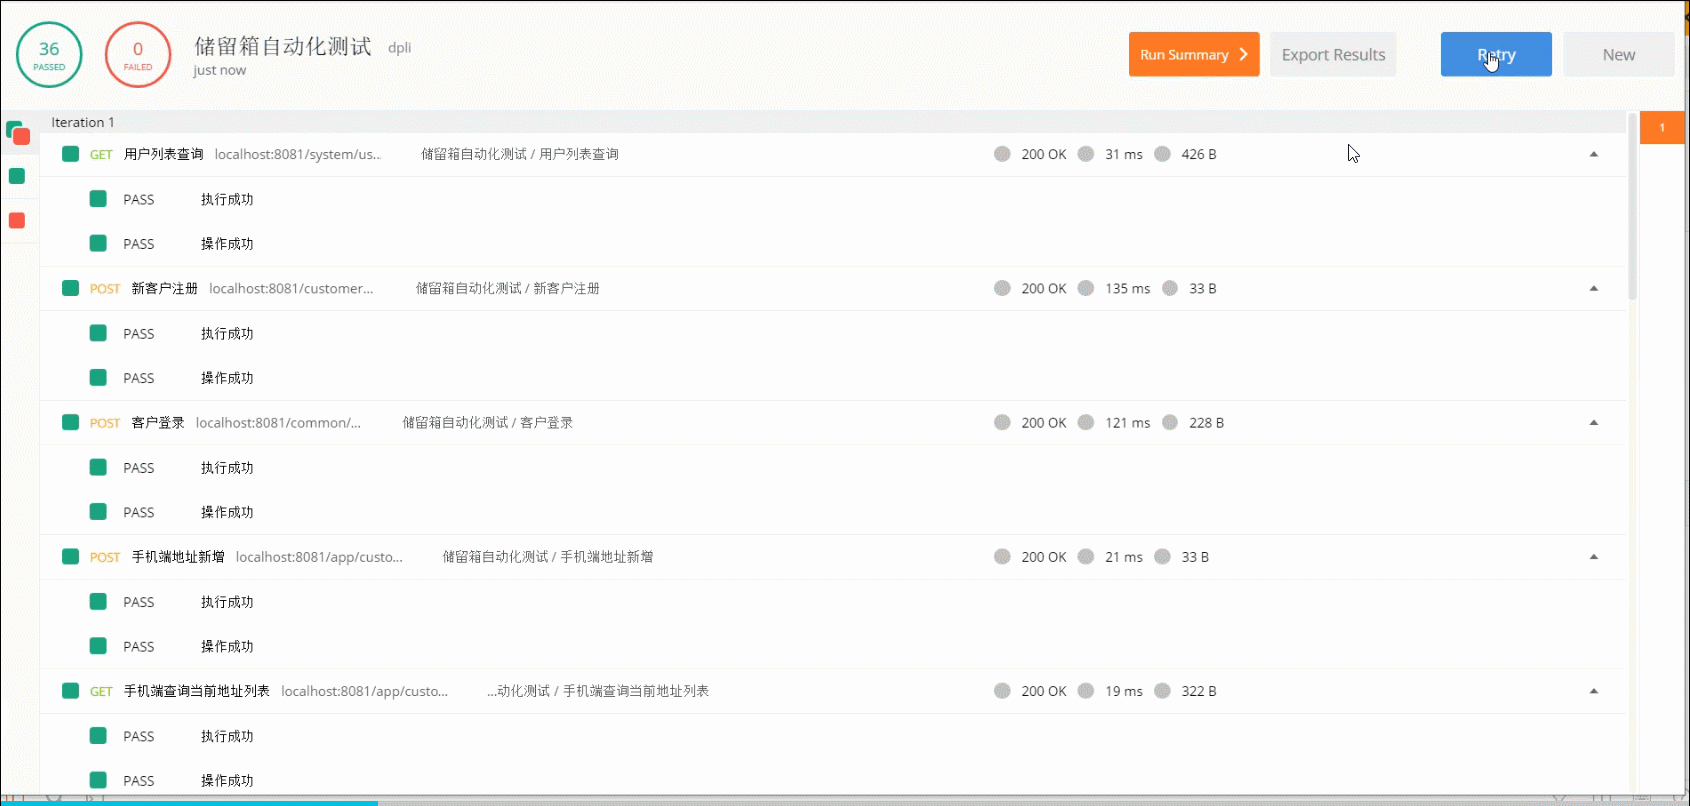 36 PASSED 0 FAILED 储留箱自动化测试 dpli
just now
Run Summary Export Results Retry New
Iteration 1
1
GET 用户列表查询 localhost:8081/system/us... 储留箱自动化测试 / 用户列表查询 200 OK 31 ms 426 B
PASS 执行成功
PASS 操作成功
POST 新客户注册 localhost:8081/customer... 储留箱自动化测试 / 新客户注册 200 OK 135 ms 33 B
PASS 执行成功
PASS 操作成功
POST 客户登录 localhost:8081/common/... 储留箱自动化测试 / 客户登录 200 OK 121 ms 228 B
PASS 执行成功
PASS 操作成功
POST 手机端地址新增 localhost:8081/app/custo... 储留箱自动化测试 / 手机端地址新增 200 OK 21 ms 33 B
PASS 执行成功
PASS 操作成功
GET 手机端查询当前地址列表 localhost:8081/app/custo... ...动化测试 / 手机端查询当前地址列表 200 OK 19 ms 322 B
PASS 执行成功
PASS 操作成功